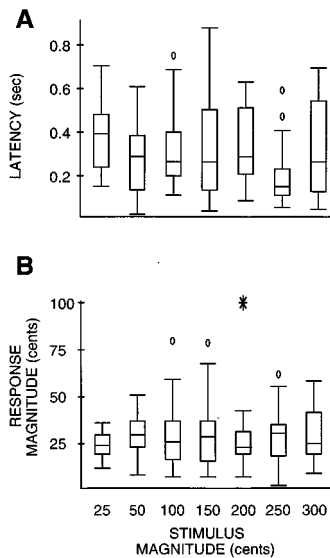 A
LATENCY (sec)
0.8
0.6
0.4
0.2
B
RESPONSE
MAGNITUDE (cents)
100
75
50
25
25 50 100 150 200 250 300
STIMULUS
MAGNITUDE (cents)